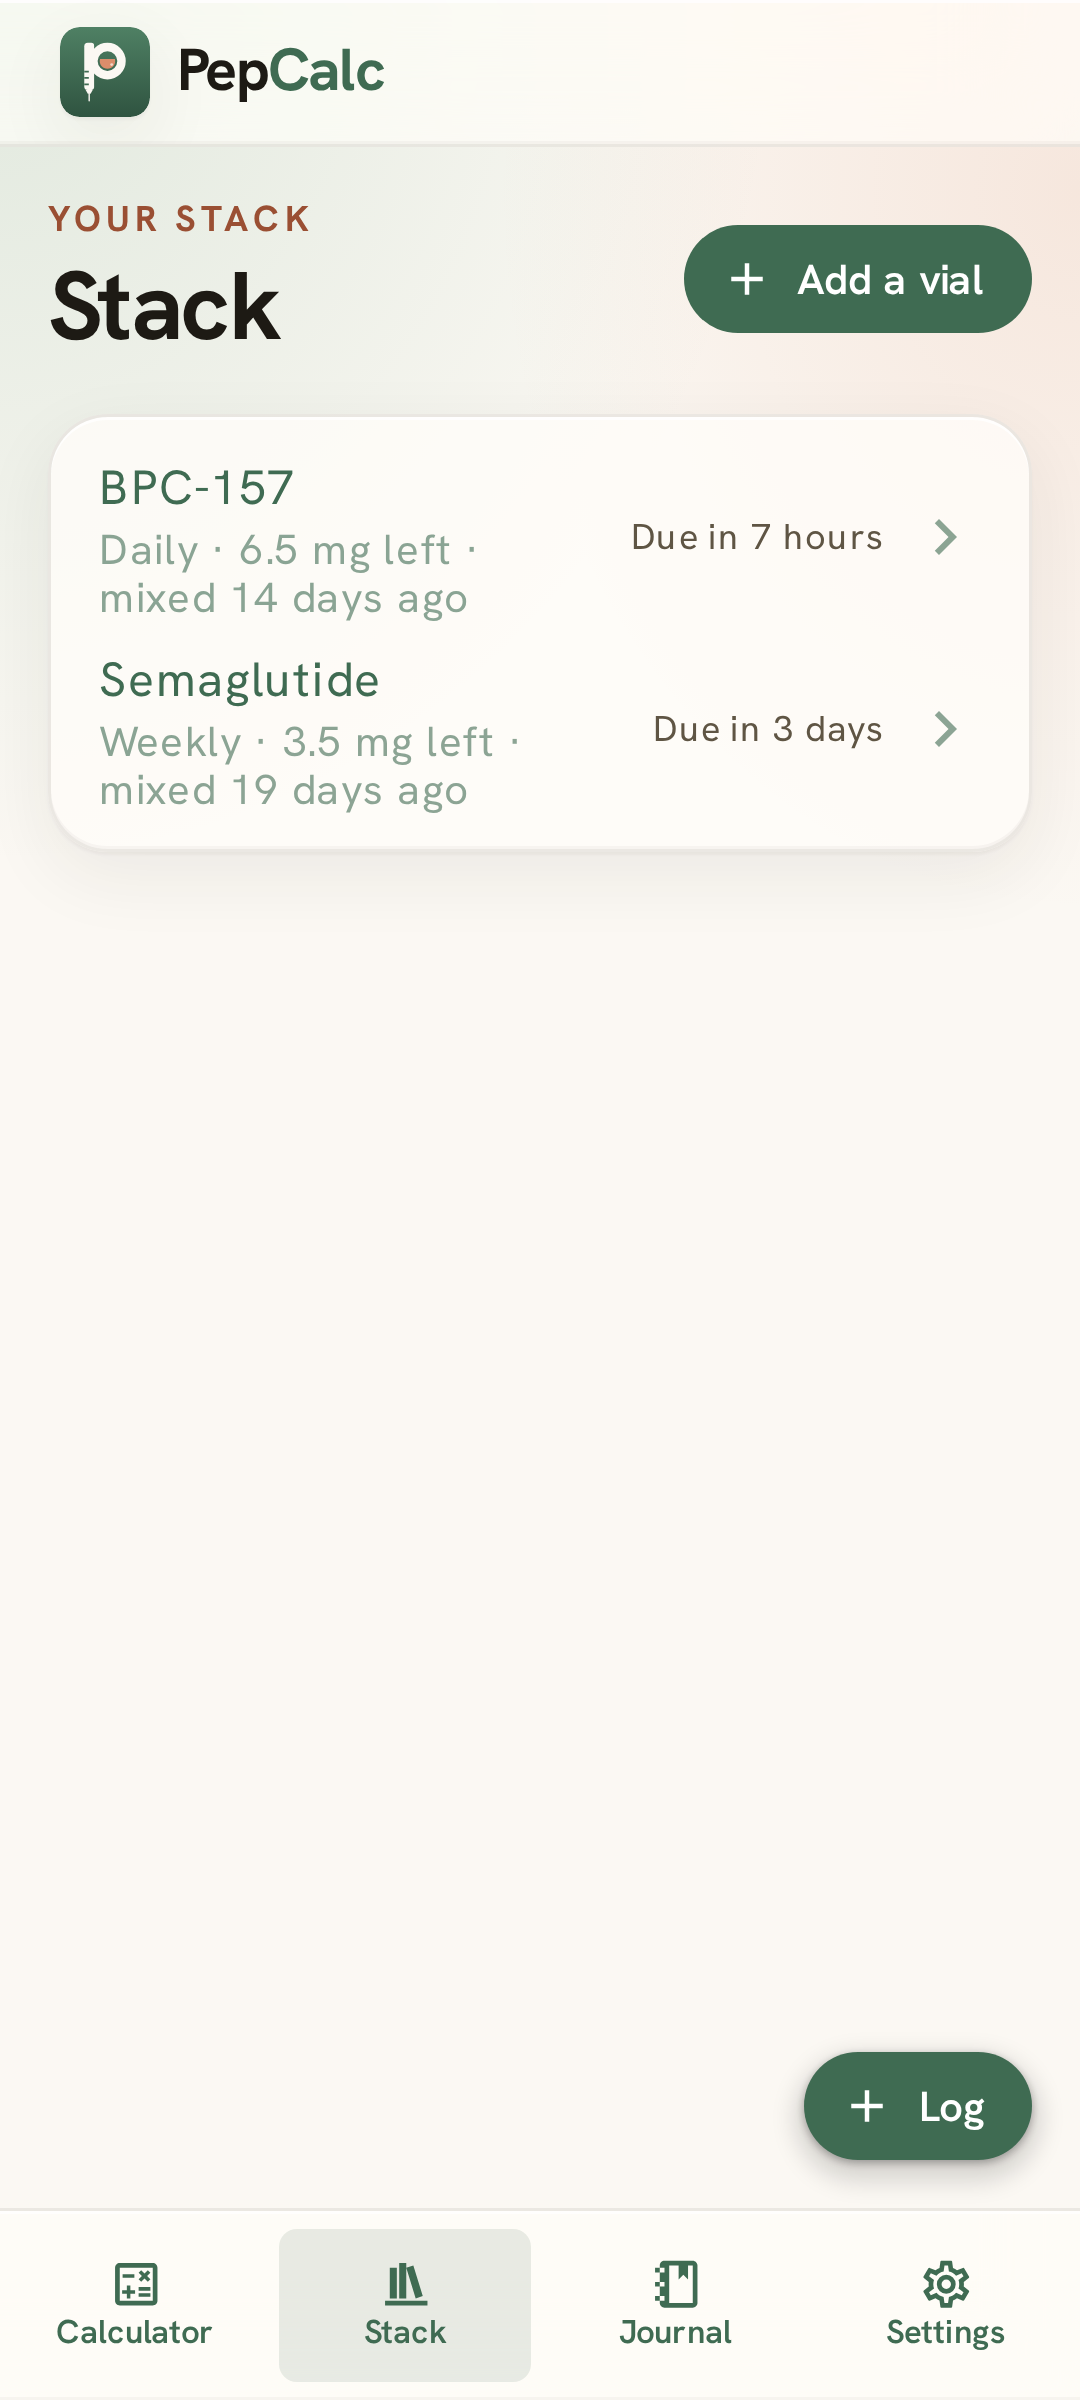 PepCalc
YOUR STACK
Stack
+ Add a vial
BPC-157
Daily · 6.5 mg left ·
mixed 14 days ago
Due in 7 hours
Semaglutide
Weekly · 3.5 mg left ·
mixed 19 days ago
Due in 3 days
+ Log
Calculator
Stack
Journal
Settings